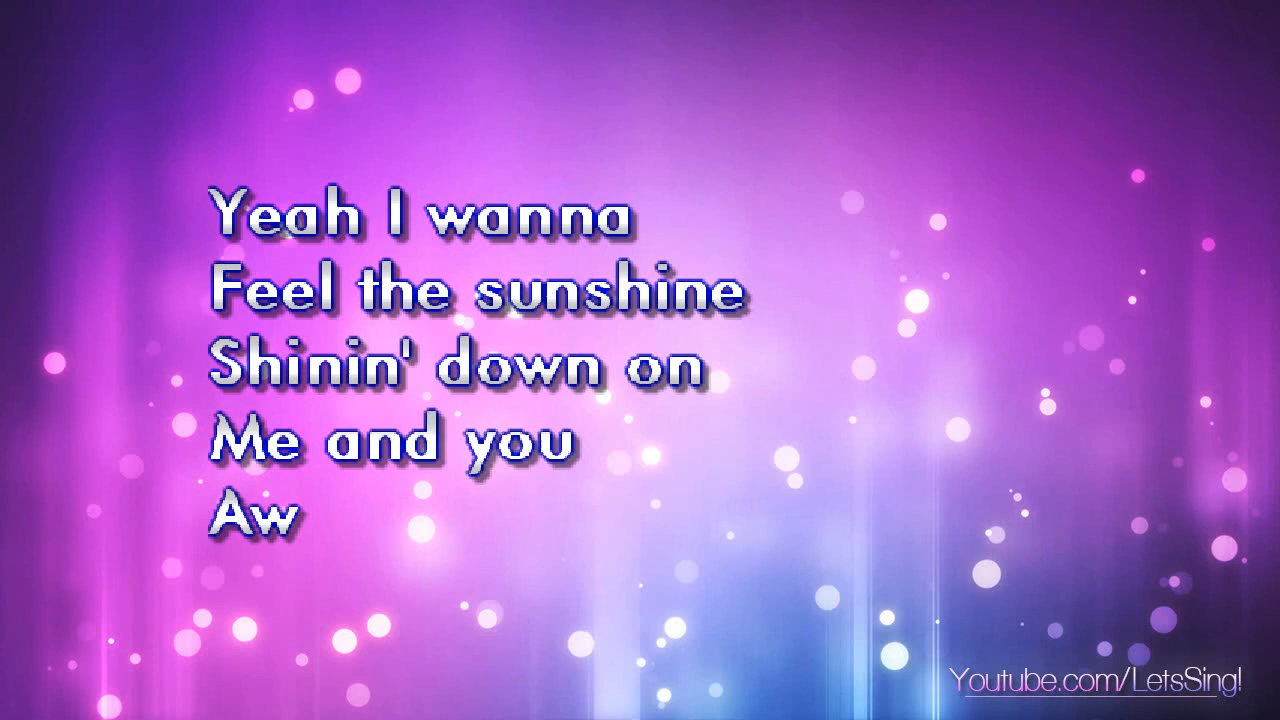 Yeah I wanna
Feel the sunshine
Shinin' down on
Me and you
Aw
Youtube.com/LetsSing!